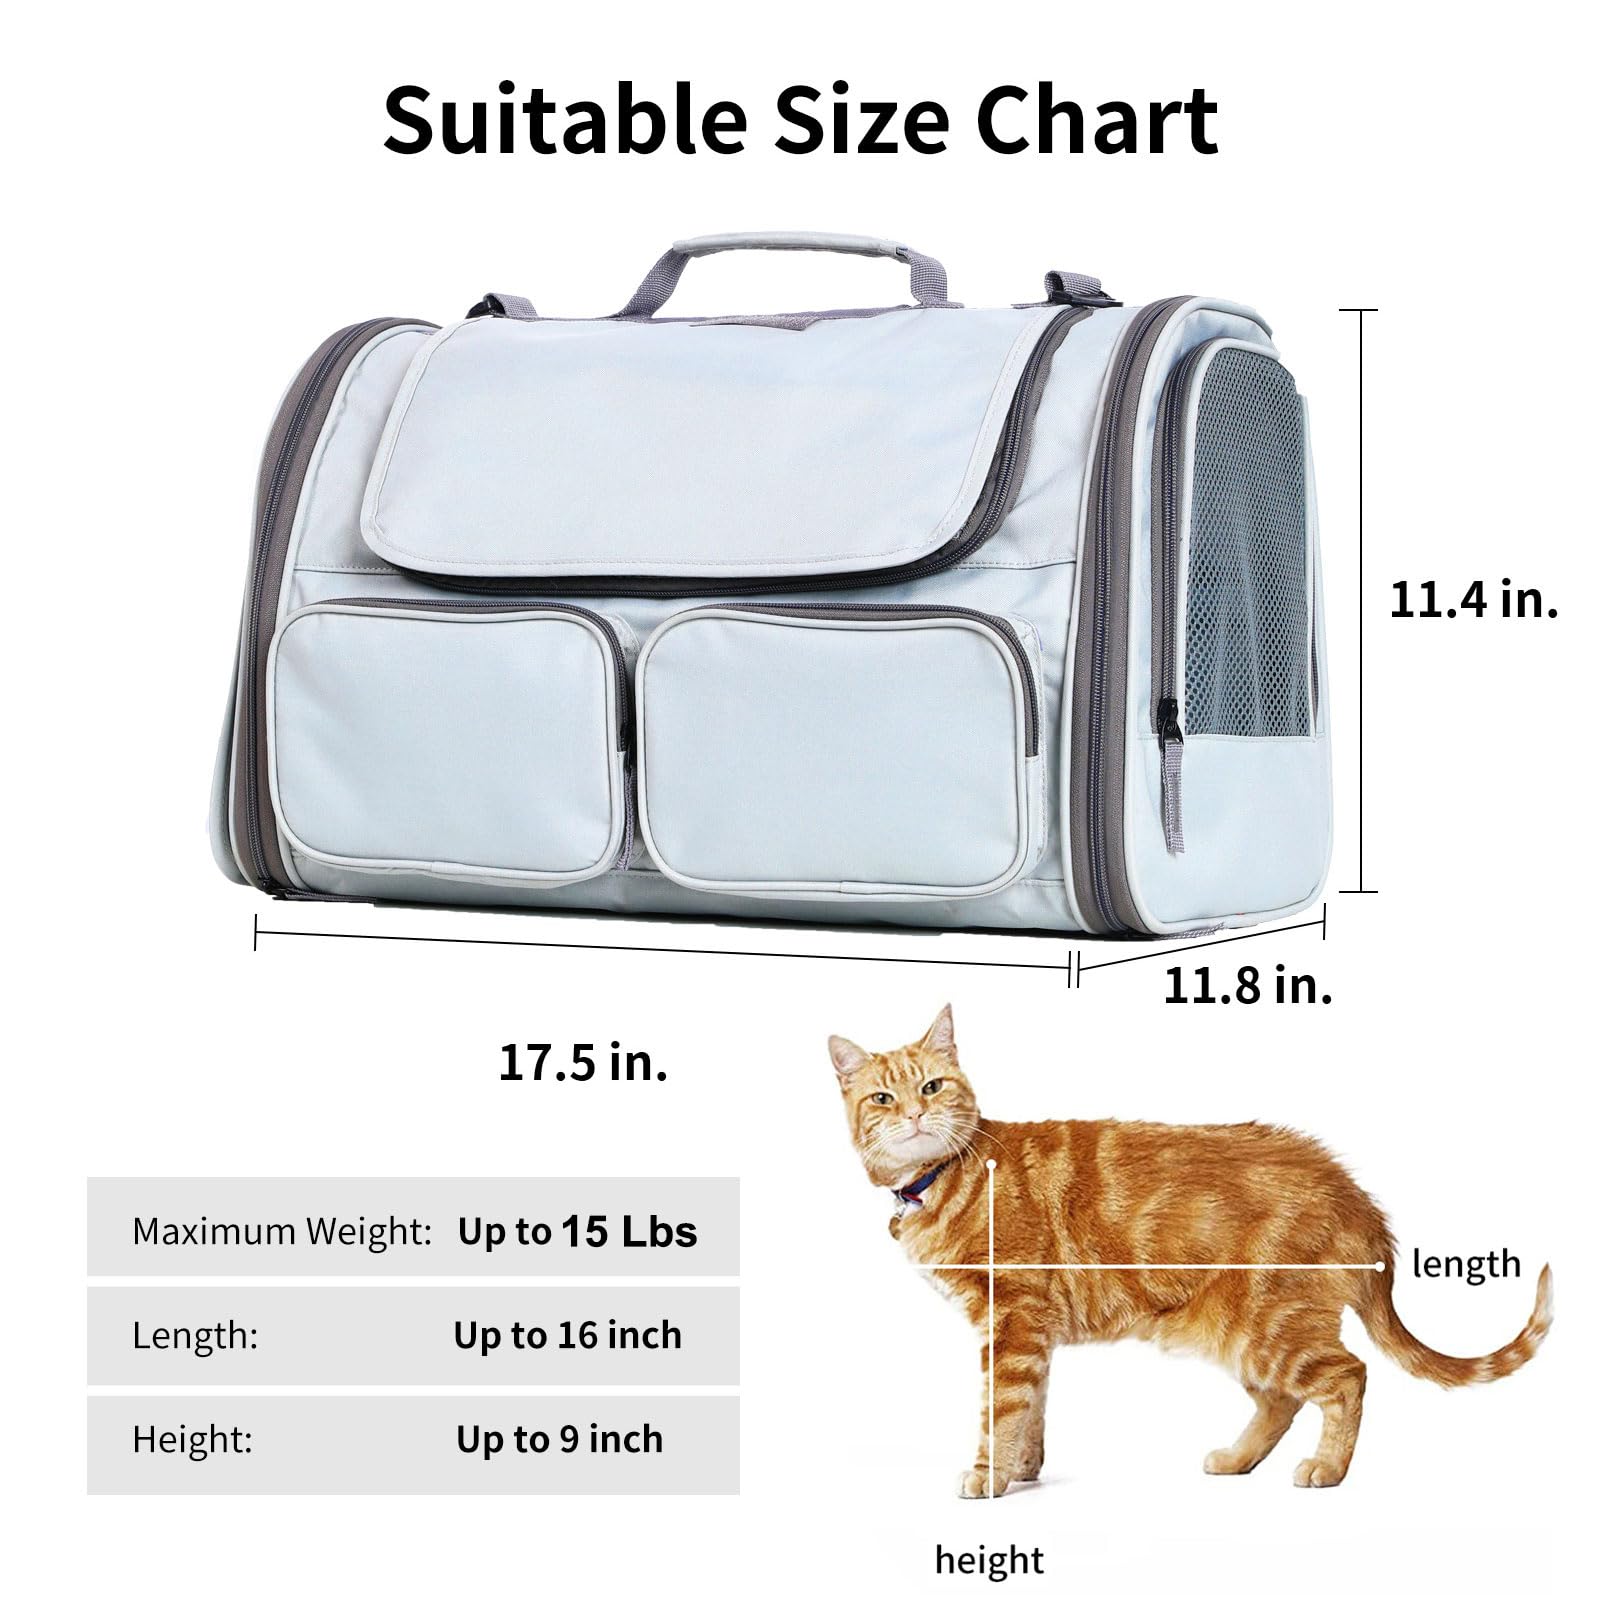 Suitable Size Chart
11.4 in.
11.8 in.
17.5 in.
Maximum Weight: Up to 15 Lbs
Length: Up to 16 inch
Height: Up to 9 inch
length
height